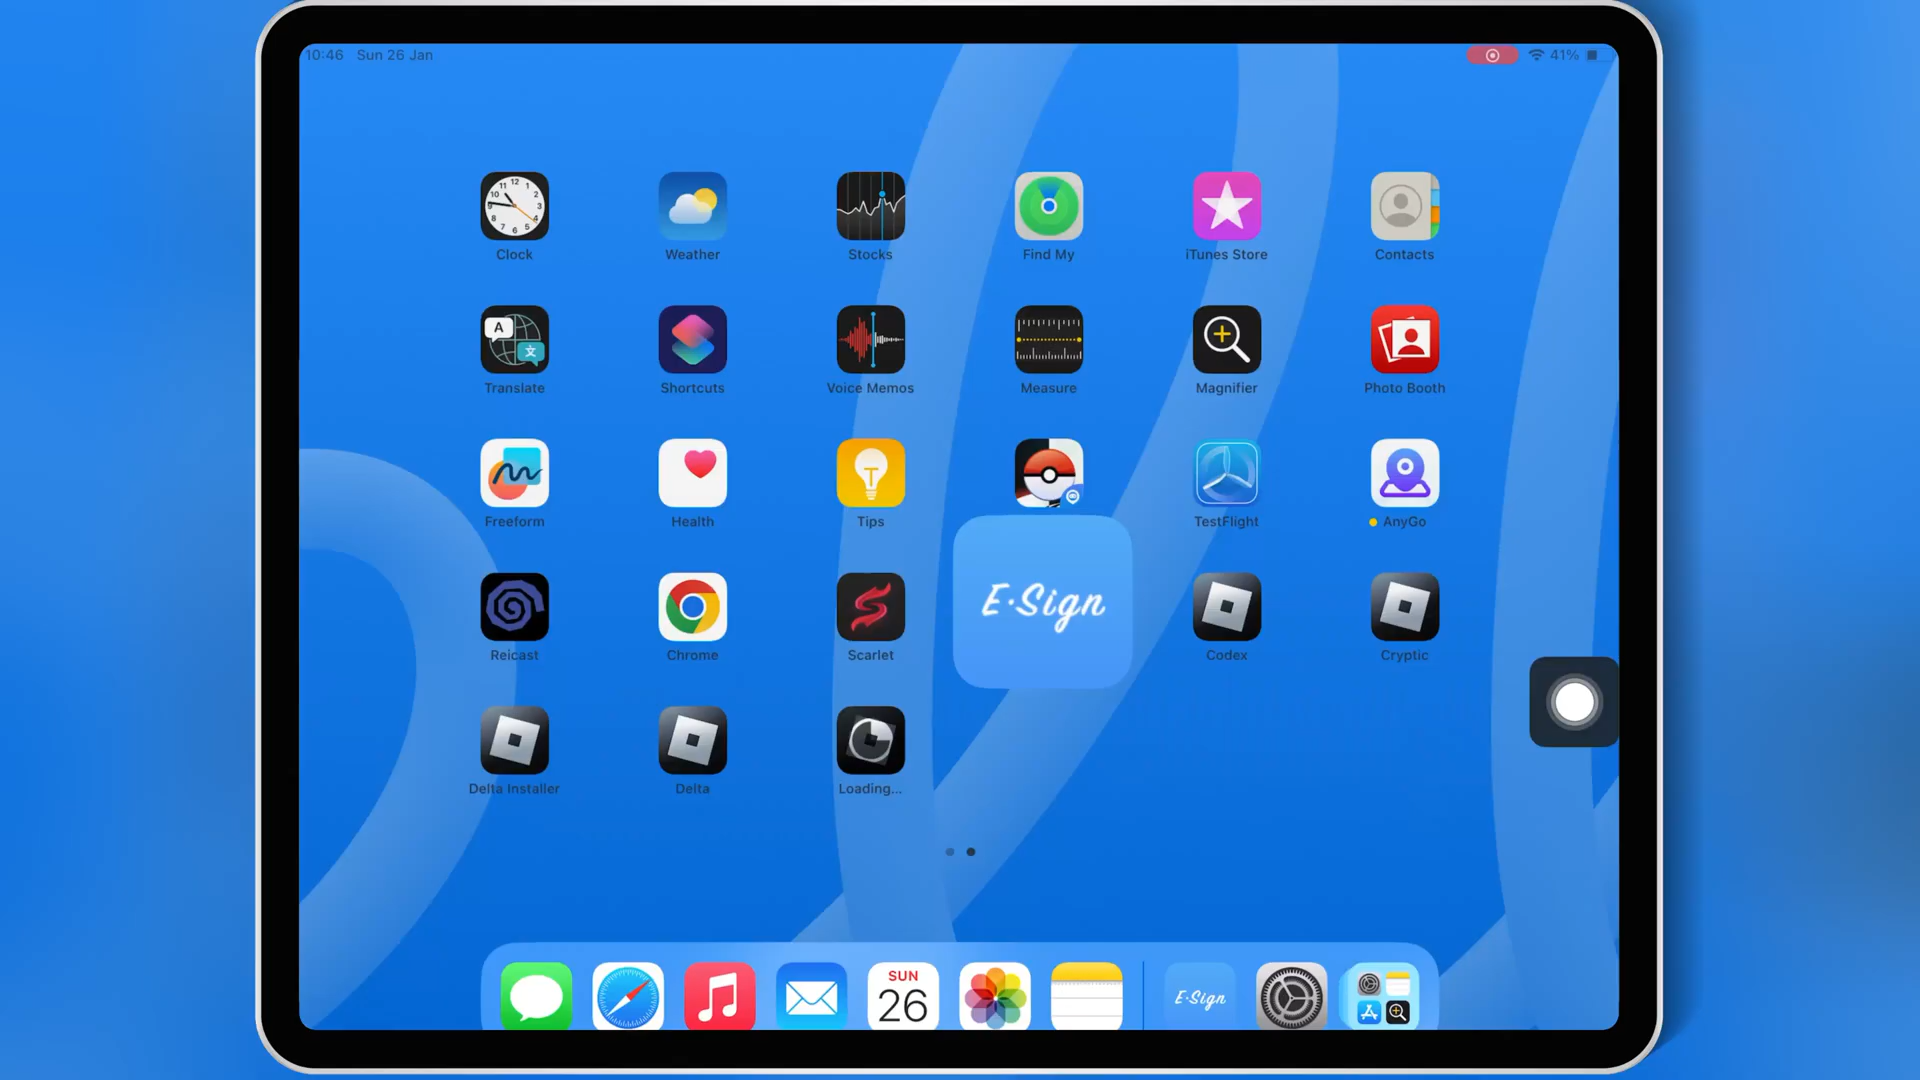 10:46 Sun 26 Jan
41%
Clock
Weather
Stocks
Find My
iTunes Store
Contacts
Translate
Shortcuts
Voice Memos
Measure
Magnifier
Photo Booth
Freeform
Health
Tips
TestFlight
AnyGo
Reicast
Chrome
Scarlet
E·Sign
Codex
Cryptic
Delta Installer
Delta
Loading...
SUN
26
E·Sign